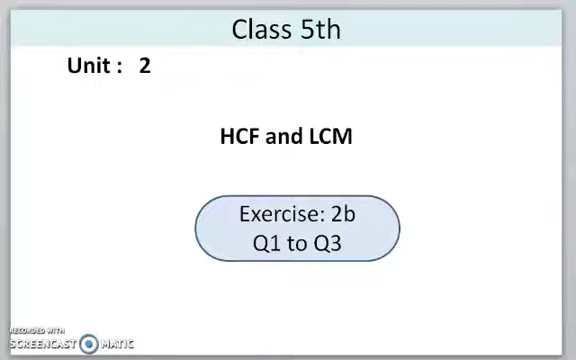 Class 5th
Unit : 2
HCF and LCM
Exercise: 2b
Q1 to Q3
RECORDED WITH
SCREENCAST MATIC